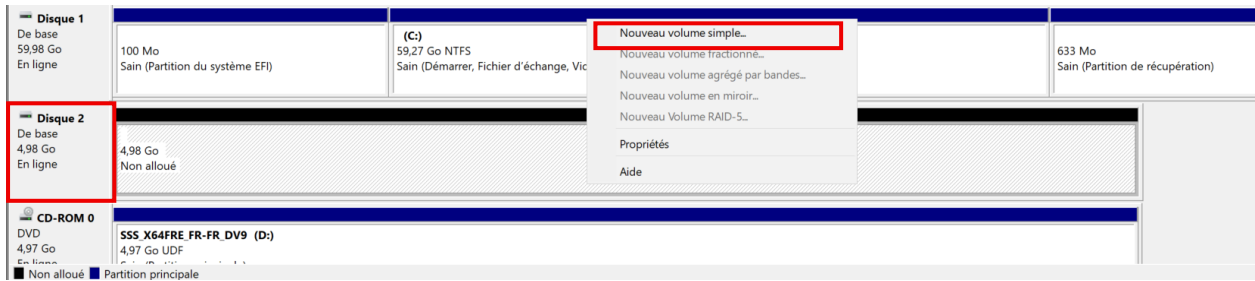 Disque 1
De base
59,98 Go
En ligne
100 Mo
Sain (Partition du système EFI)
(C:)
59,27 Go NTFS
Sain (Démarrer, Fichier d'échange, Vid
633 Mo
Sain (Partition de récupération)
Nouveau volume simple...
Nouveau volume fractionné...
Nouveau volume agrégé par bandes...
Nouveau volume en miroir...
Nouveau Volume RAID-5...
Propriétés
Aide
Disque 2
De base
4,98 Go
En ligne
4,98 Go
Non alloué
CD-ROM 0
DVD
4,97 Go
En ligne
SSS_X64FRE_FR-FR_DV9 (D:)
4,97 Go UDF
Non alloué
Partition principale